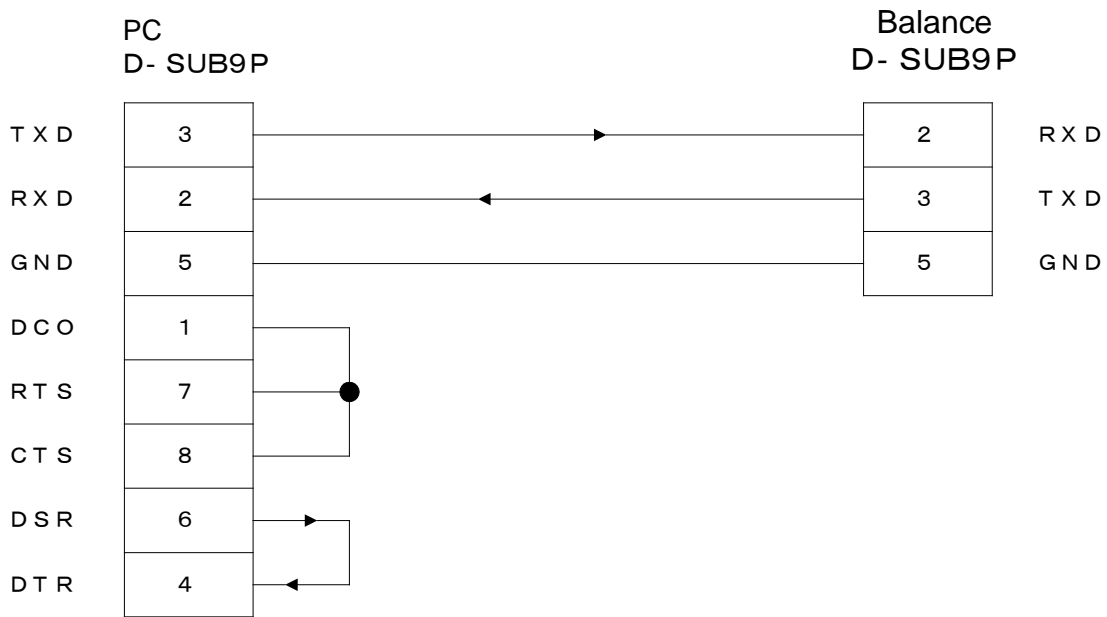 PC
D- SUB9P
Balance
D- SUB9P
TXD 3 2 RXD
RXD 2 3 TXD
GND 5 5 GND
DCO 1
RTS 7
CTS 8
DSR 6
DTR 4